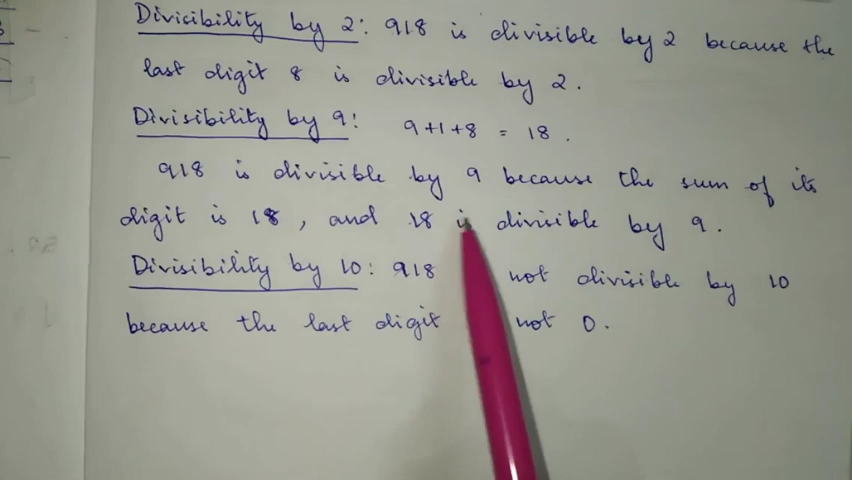 Divisibility by 2: 918 is divisible by 2 because the
last digit 8 is divisible by 2.
Divisibility by 9: 9+1+8 = 18.
918 is divisible by 9 because the sum of its
digit is 18, and 18 is divisible by 9.
Divisibility by 10: 918 not divisible by 10
because the last digit not 0.